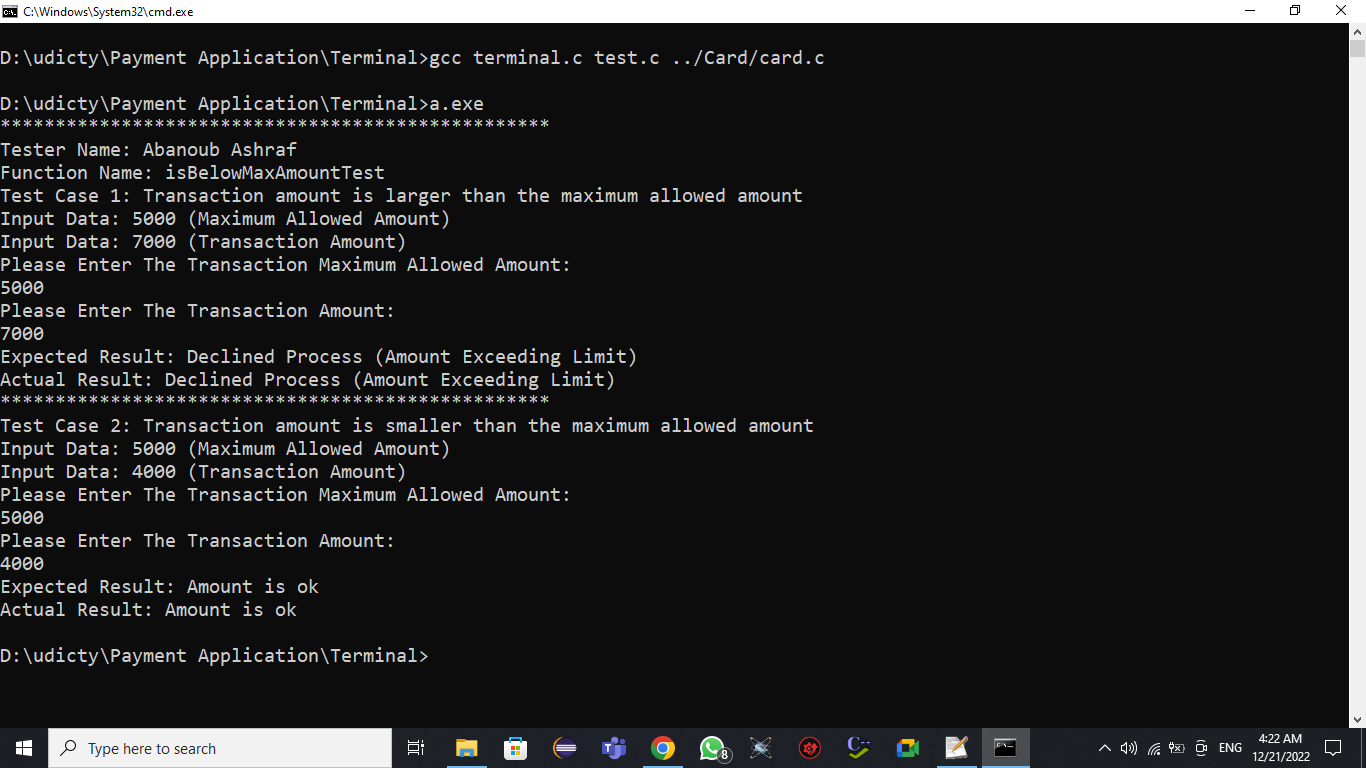 C:\Windows\System32\cmd.exe
D:\udicty\Payment Application\Terminal>gcc terminal.c test.c ../Card/card.c
D:\udicty\Payment Application\Terminal>a.exe
**************************************************
Tester Name: Abanoub Ashraf
Function Name: isBelowMaxAmountTest
Test Case 1: Transaction amount is larger than the maximum allowed amount
Input Data: 5000 (Maximum Allowed Amount)
Input Data: 7000 (Transaction Amount)
Please Enter The Transaction Maximum Allowed Amount:
5000
Please Enter The Transaction Amount:
7000
Expected Result: Declined Process (Amount Exceeding Limit)
Actual Result: Declined Process (Amount Exceeding Limit)
**************************************************
Test Case 2: Transaction amount is smaller than the maximum allowed amount
Input Data: 5000 (Maximum Allowed Amount)
Input Data: 4000 (Transaction Amount)
Please Enter The Transaction Maximum Allowed Amount:
5000
Please Enter The Transaction Amount:
4000
Expected Result: Amount is ok
Actual Result: Amount is ok
D:\udicty\Payment Application\Terminal>
Type here to search
8
ENG
4:22 AM
12/21/2022